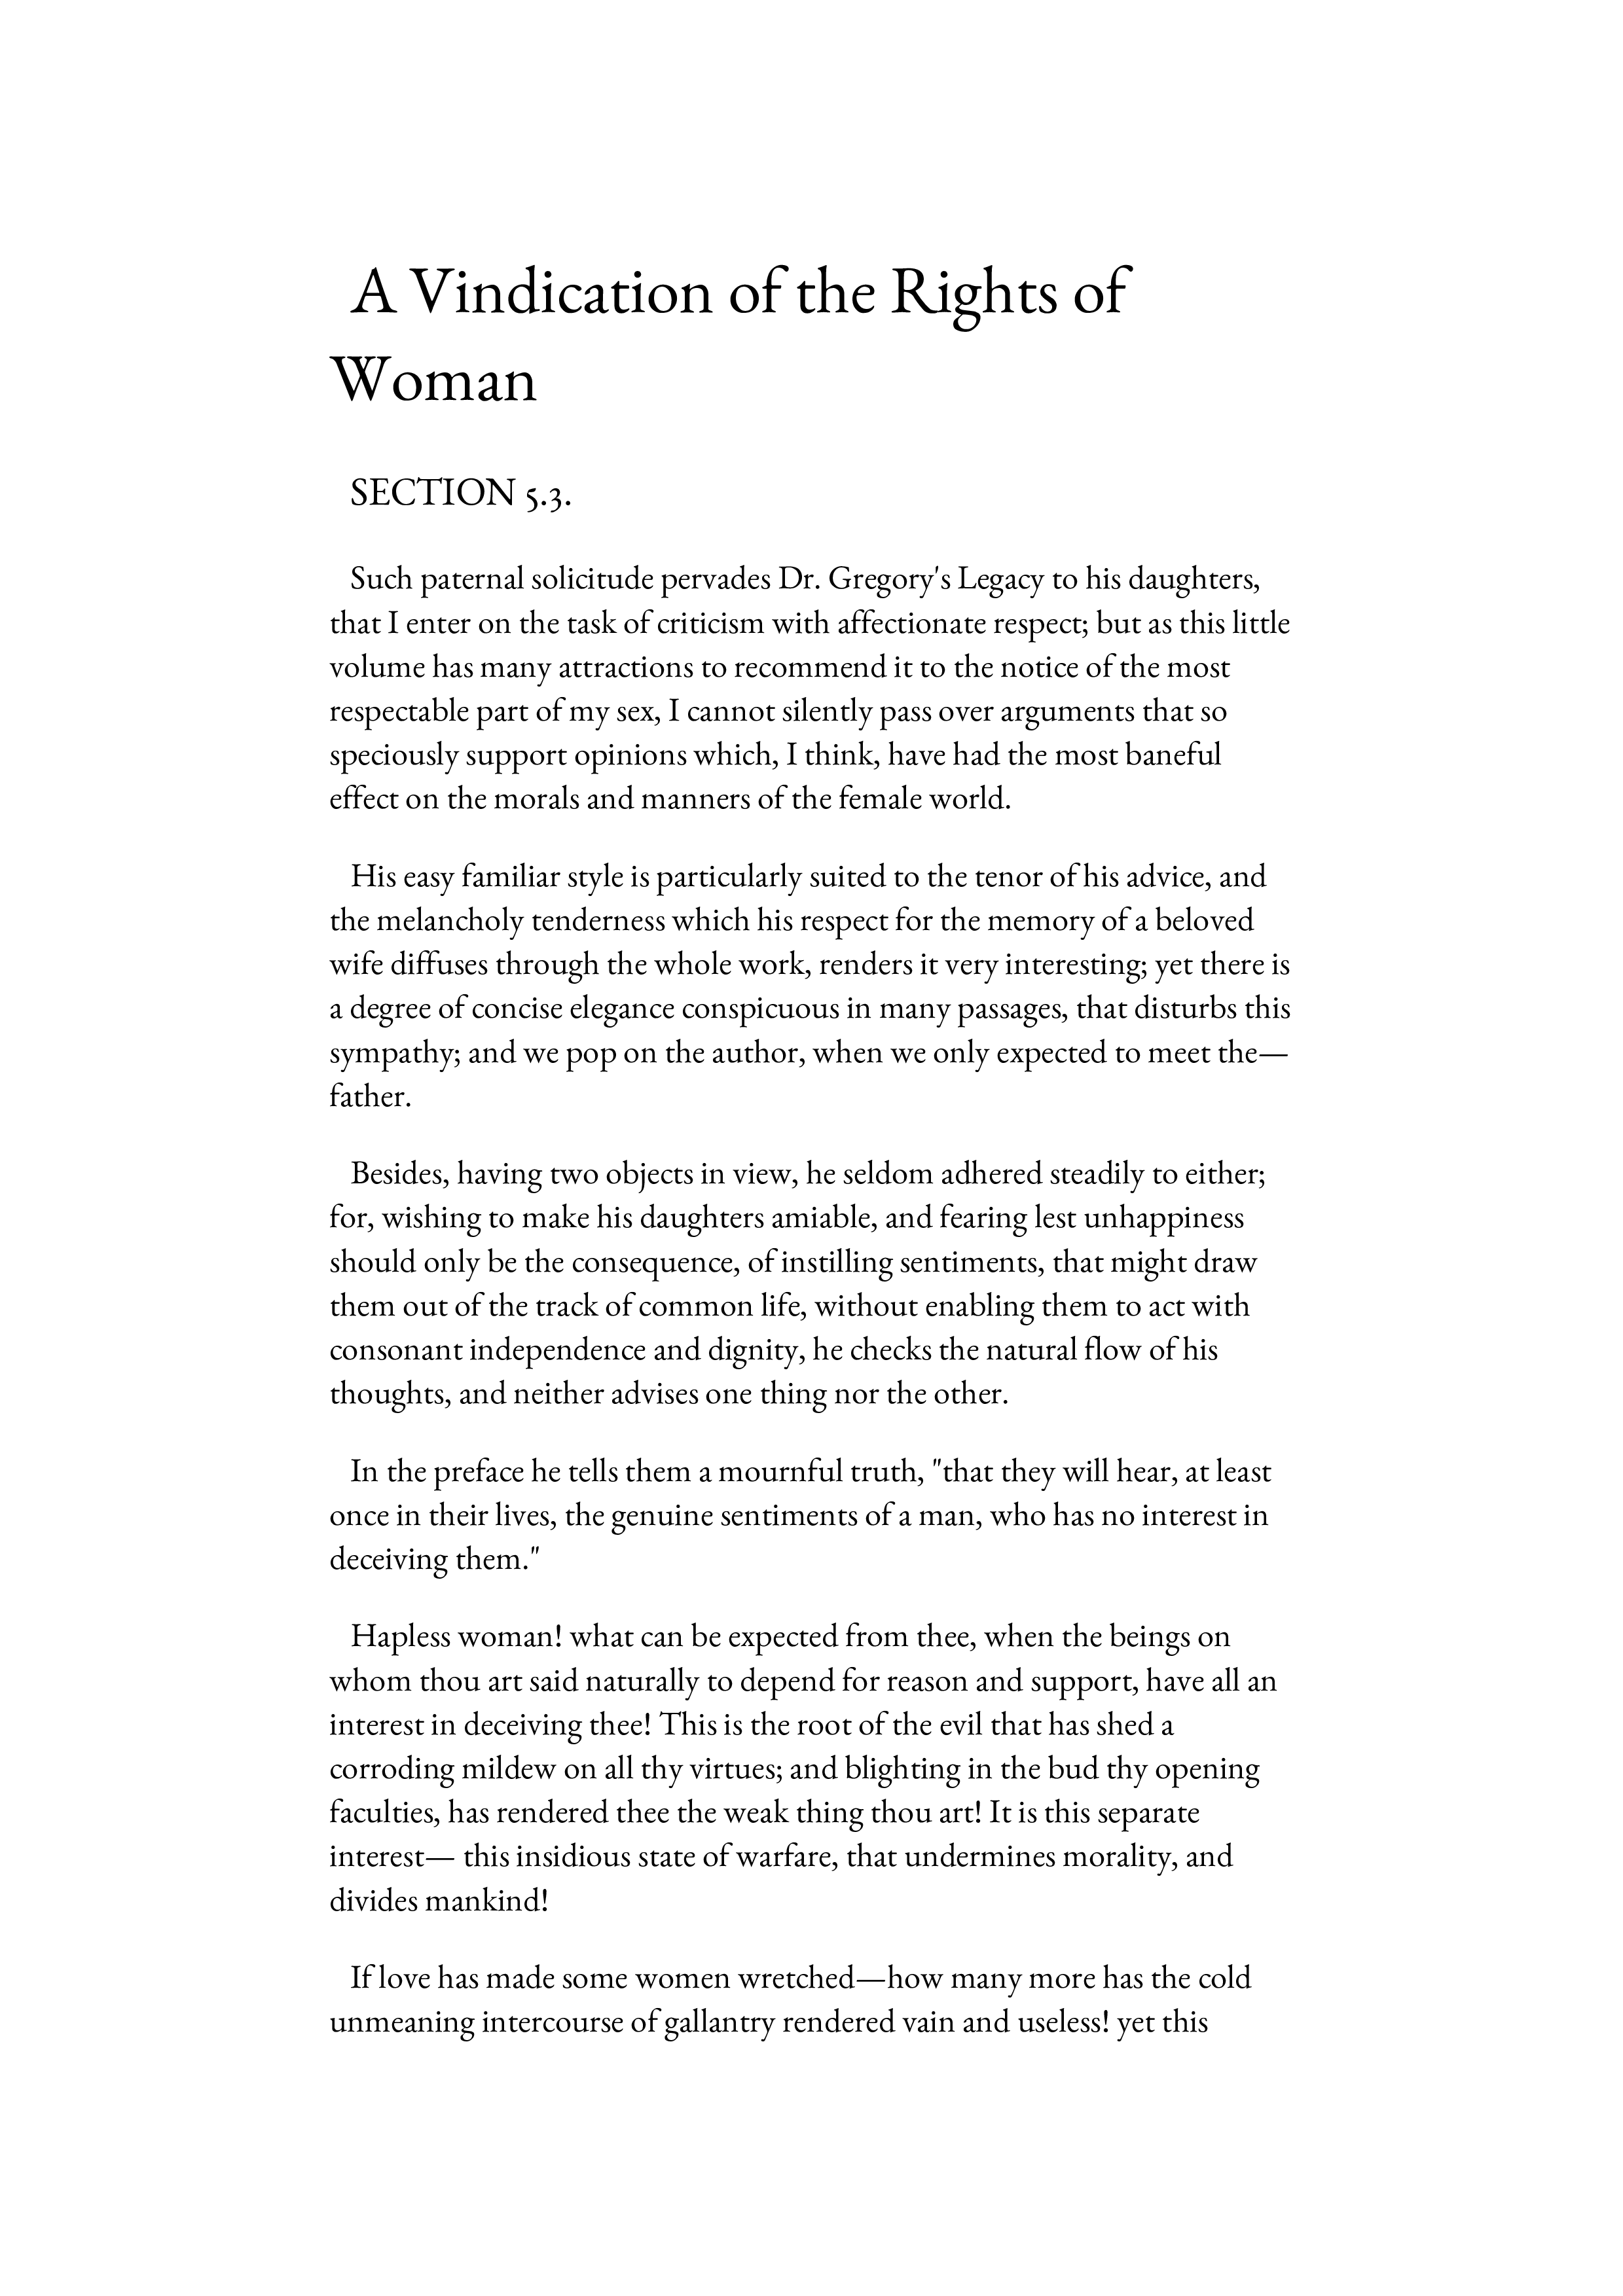 A Vindication of the Rights of
Woman
SECTION 5.3.
Such paternal solicitude pervades Dr. Gregory's Legacy to his daughters,
that I enter on the task of criticism with affectionate respect; but as this little
volume has many attractions to recommend it to the notice of the most
respectable part of my sex, I cannot silently pass over arguments that so
speciously support opinions which, I think, have had the most baneful
effect on the morals and manners of the female world.
His easy familiar style is particularly suited to the tenor of his advice, and
the melancholy tenderness which his respect for the memory of a beloved
wife diffuses through the whole work, renders it very interesting; yet there is
a degree of concise elegance conspicuous in many passages, that disturbs this
sympathy; and we pop on the author, when we only expected to meet the—
father.
Besides, having two objects in view, he seldom adhered steadily to either;
for, wishing to make his daughters amiable, and fearing lest unhappiness
should only be the consequence, of instilling sentiments, that might draw
them out of the track of common life, without enabling them to act with
consonant independence and dignity, he checks the natural flow of his
thoughts, and neither advises one thing nor the other.
In the preface he tells them a mournful truth, "that they will hear, at least
once in their lives, the genuine sentiments of a man, who has no interest in
deceiving them."
Hapless woman! what can be expected from thee, when the beings on
whom thou art said naturally to depend for reason and support, have all an
interest in deceiving thee! This is the root of the evil that has shed a
corroding mildew on all thy virtues; and blighting in the bud thy opening
faculties, has rendered thee the weak thing thou art! It is this separate
interest— this insidious state of warfare, that undermines morality, and
divides mankind!
If love has made some women wretched—how many more has the cold
unmeaning intercourse of gallantry rendered vain and useless! yet this